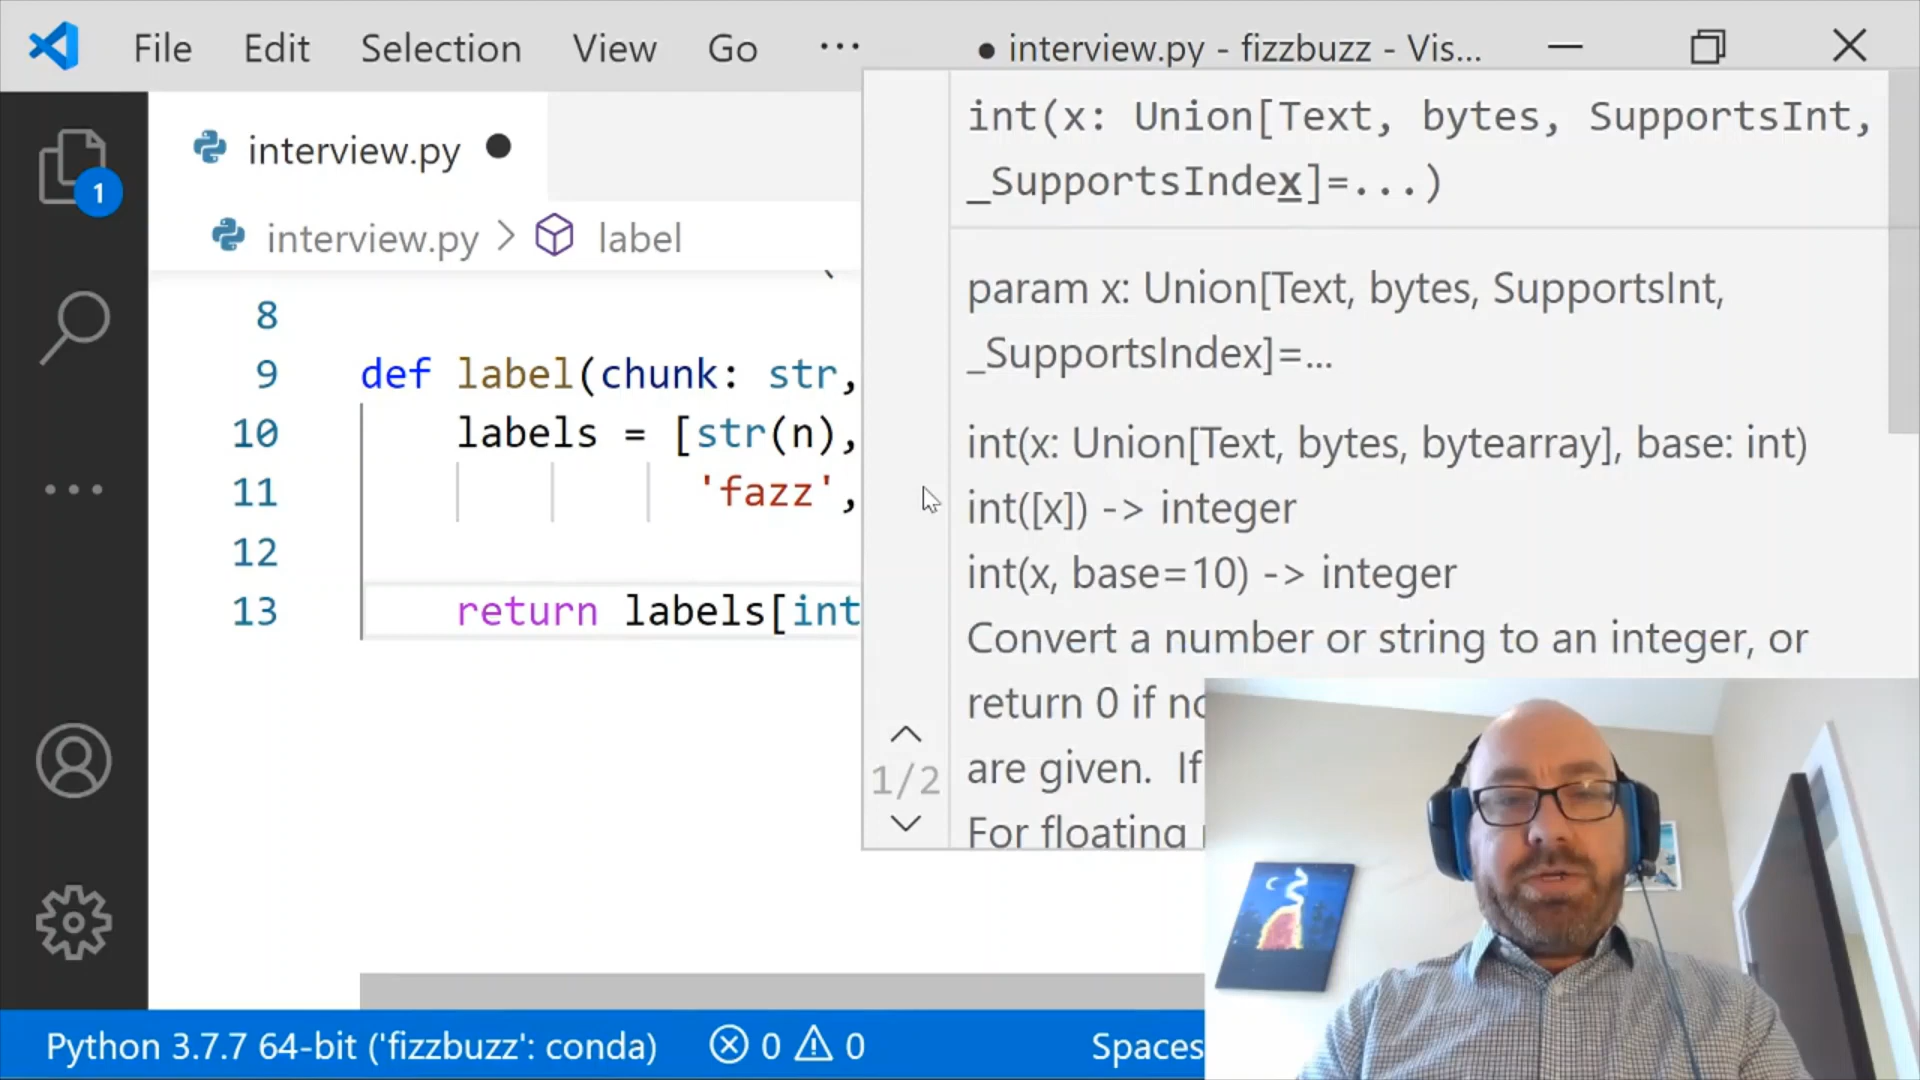 File Edit Selection View Go ··· ● interview.py - fizzbuzz - Vis...
interview.py ●
interview.py > label
1
8
9 def label(chunk: str,
10 labels = [str(n),
11 'fazz',
12
13 return labels[int
int(x: Union[Text, bytes, SupportsInt,
_SupportsIndex]=...)
param x: Union[Text, bytes, SupportsInt,
_SupportsIndex]=...
int(x: Union[Text, bytes, bytearray], base: int)
int([x]) -> integer
int(x, base=10) -> integer
Convert a number or string to an integer, or
return 0 if no
are given. If
For floating
1/2
Python 3.7.7 64-bit ('fizzbuzz': conda) 0 0 Spaces